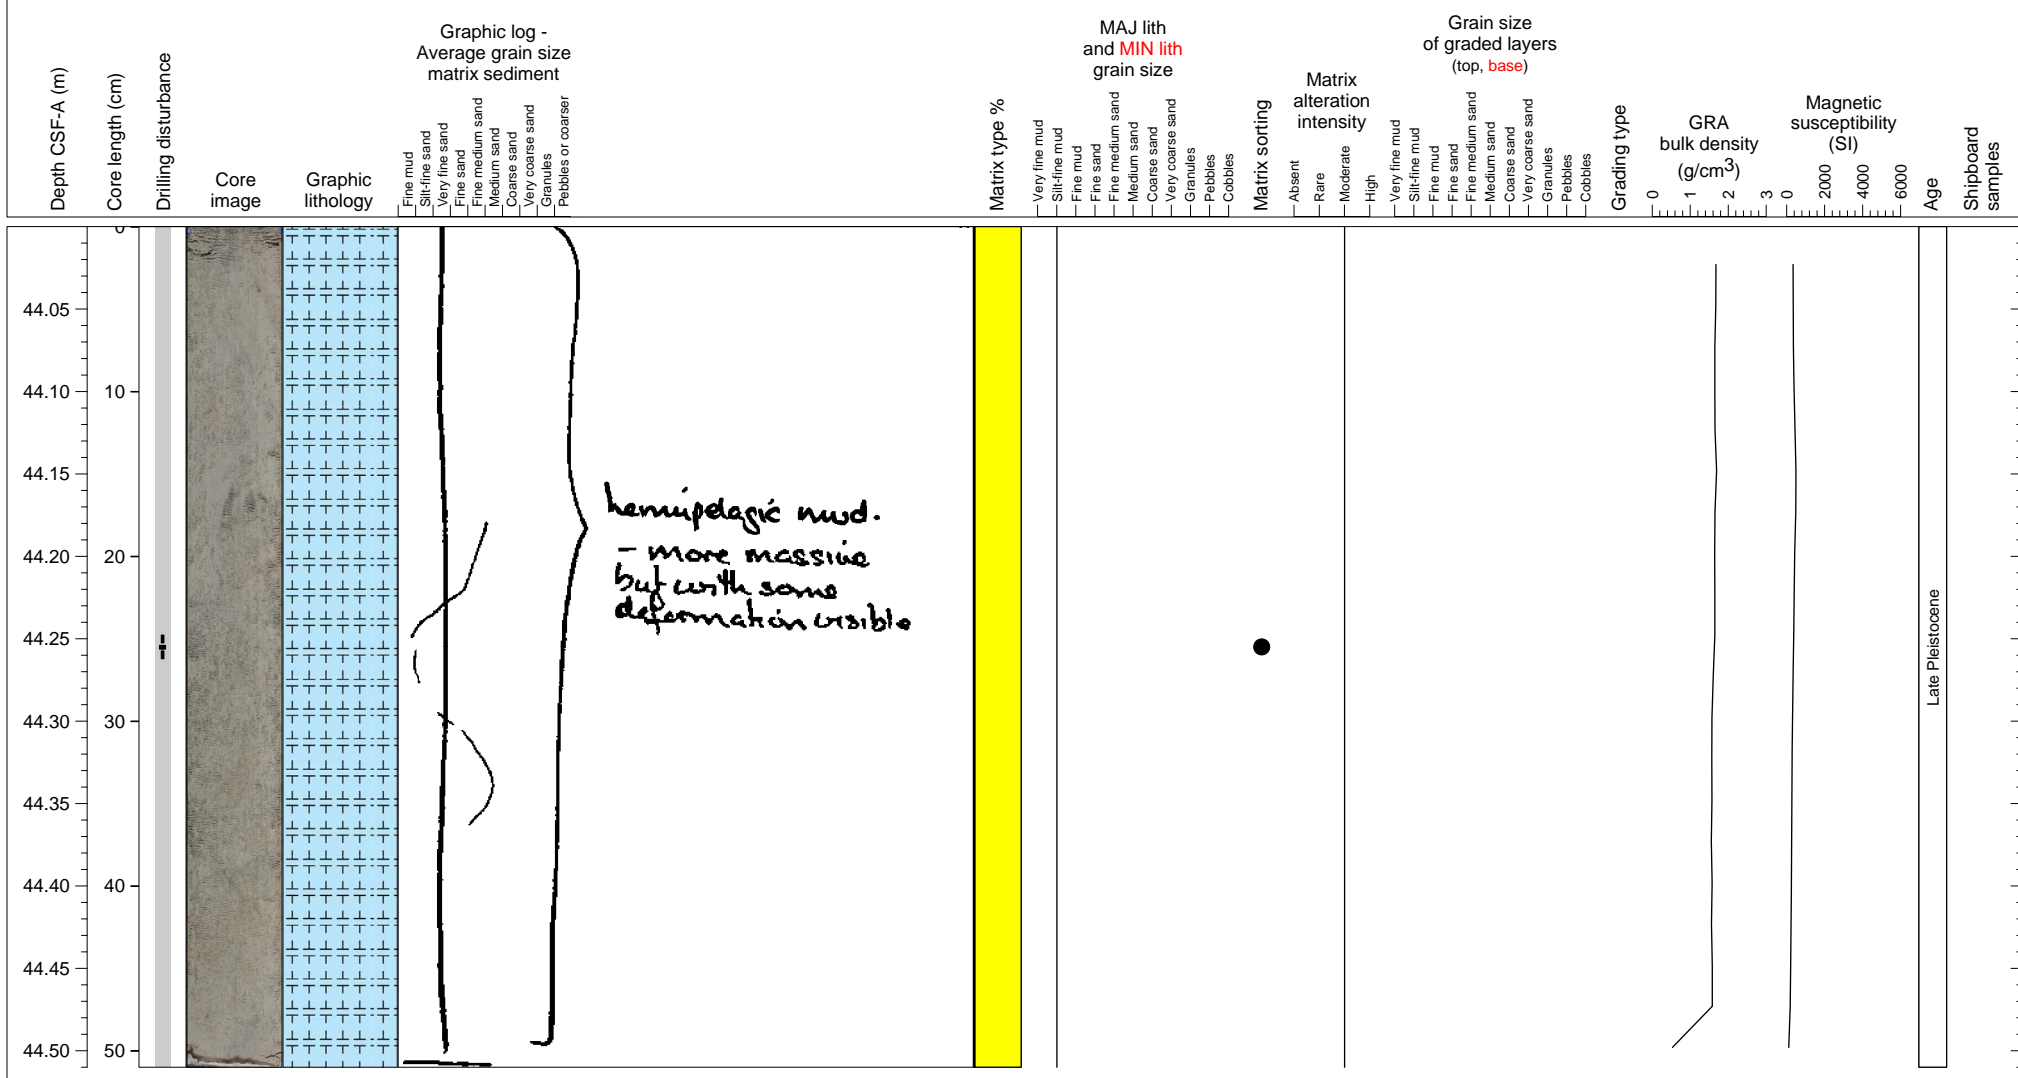 Depth CSF-A (m)
Core length (cm)
Drilling disturbance
Core
image
Graphic
lithology
Graphic log -
Average grain size
matrix sediment
Fine mud
Silt-fine sand
Very fine sand
Fine sand
Fine medium sand
Medium sand
Coarse sand
Very coarse sand
Granules
Pebbles or coarser
Matrix type %
MAJ lith
and MIN lith
grain size
Very fine mud
Silt-fine mud
Fine mud
Fine sand
Fine medium sand
Medium sand
Coarse sand
Very coarse sand
Granules
Pebbles
Cobbles
Matrix sorting
Matrix
alteration
intensity
Absent
Rare
Moderate
High
Grain size
of graded layers
(top, base)
Very fine mud
Silt-fine mud
Fine mud
Fine sand
Fine medium sand
Medium sand
Coarse sand
Very coarse sand
Granules
Pebbles
Cobbles
Grading type
GRA
bulk density
(g/cm3)
0 1 2 3
Magnetic
susceptibility
(SI)
0 2000 4000 6000
Age
Shipboard
samples
0
44.05
44.10 10
44.15
44.20 20
44.25
44.30 30
44.35
44.40 40
44.45
44.50 50
hemipelagic mud.
- more massive
but with some
deformation visible
Late Pleistocene